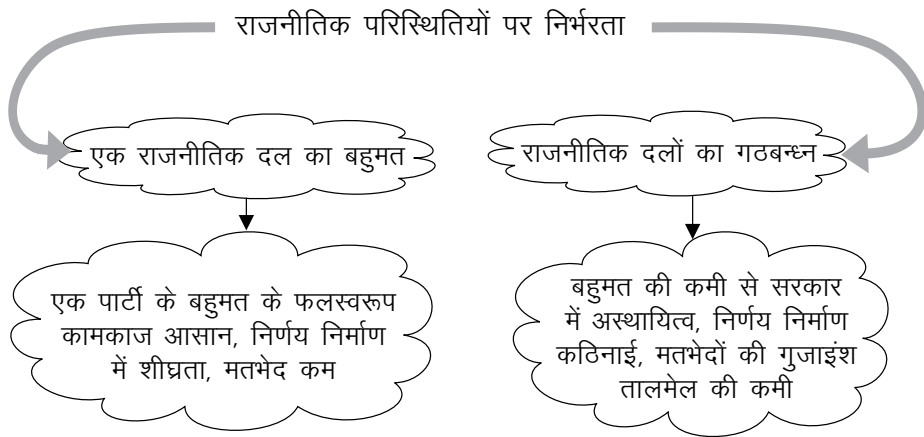 राजनीतिक परिस्थितियों पर निर्भरता
एक राजनीतिक दल का बहुमत
राजनीतिक दलों का गठबन्ध्न
एक पार्टी के बहुमत के फलस्वरूप
कामकाज आसान, निर्णय निर्माण
में शीघ्रता, मतभेद कम
बहुमत की कमी से सरकार
में अस्थायित्व, निर्णय निर्माण
कठिनाई, मतभेदों की गुजाइंश
तालमेल की कमी